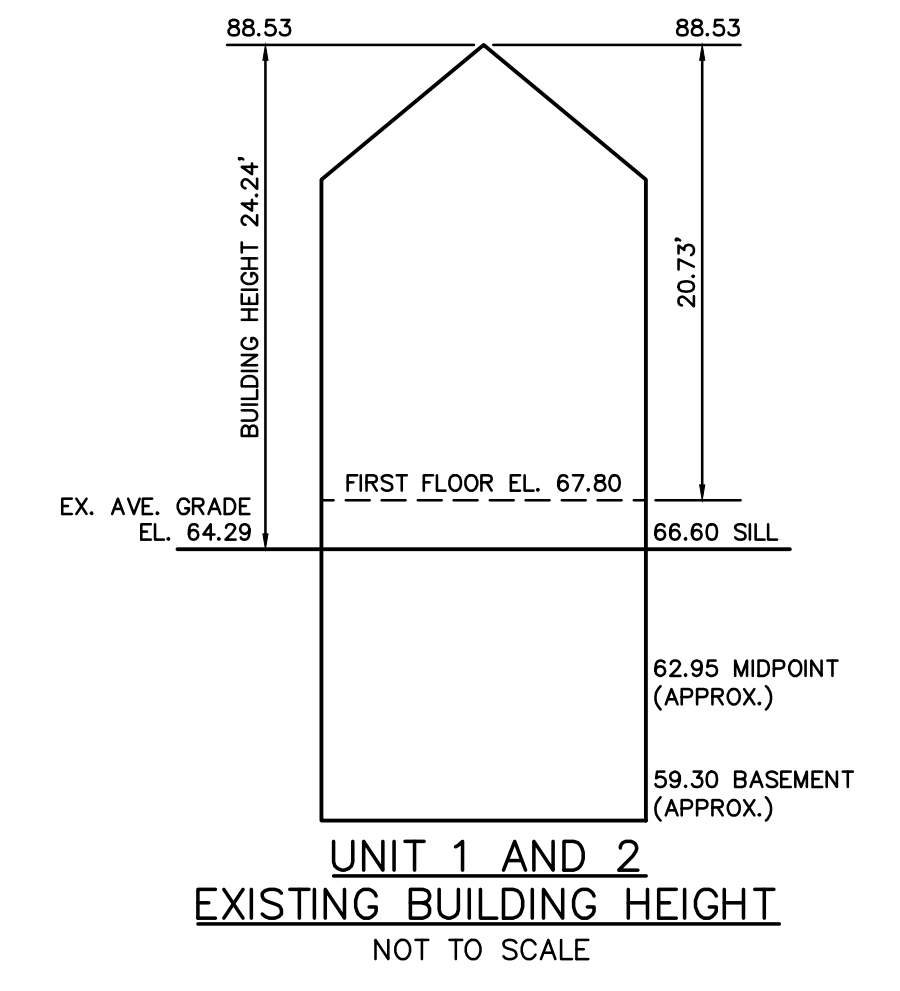 88.53
88.53
BUILDING HEIGHT 24.24'
20.73'
FIRST FLOOR EL. 67.80
EX. AVE. GRADE
EL. 64.29
66.60 SILL
62.95 MIDPOINT
(APPROX.)
59.30 BASEMENT
(APPROX.)
UNIT 1 AND 2
EXISTING BUILDING HEIGHT
NOT TO SCALE